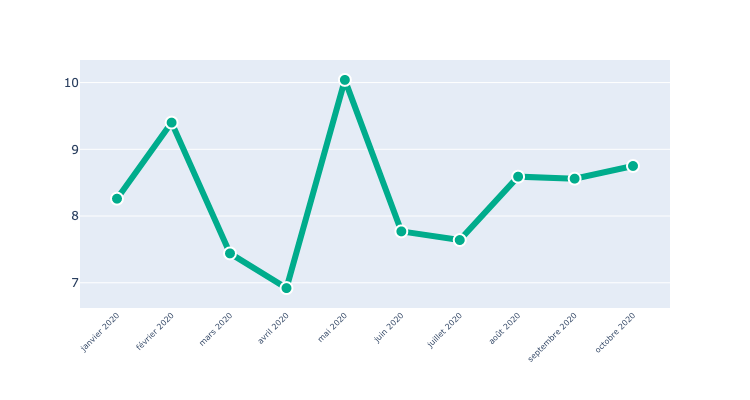 10
9
8
7
janvier 2020
février 2020
mars 2020
avril 2020
mai 2020
juin 2020
juillet 2020
août 2020
septembre 2020
octobre 2020